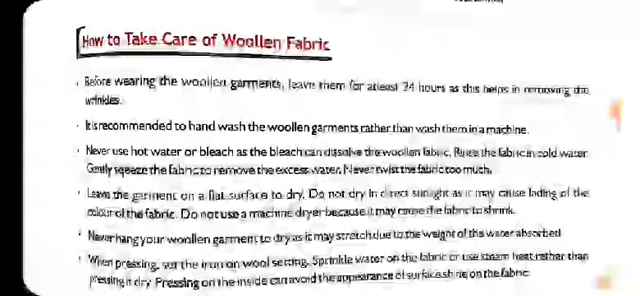 How to Take Care of Woollen Fabric
• Before wearing the woollen garments, leave them for atleast 24 hours as this helps in removing the
wrinkles.
• It is recommended to hand wash the woollen garments rather than wash them in a machine.
• Never use hot water or bleach as the bleach can dissolve the woollen fabric. Rinse the fabric in cold water.
Gently squeeze the fabric to remove the excess water. Never twist the fabric too much.
• Leave the garment on a flat surface to dry. Do not dry in direct sunlight as it may cause fading of the
colour of the fabric. Do not use a machine dryer because it may cause the fabric to shrink.
• Never hang your woollen garment to dry as it may stretch due to the weight of the water absorbed
• When pressing, set the iron on wool setting. Sprinkle water on the fabric or use steam heat rather than
pressing it dry. Pressing on the inside can avoid the appearance of surface shine on the fabric